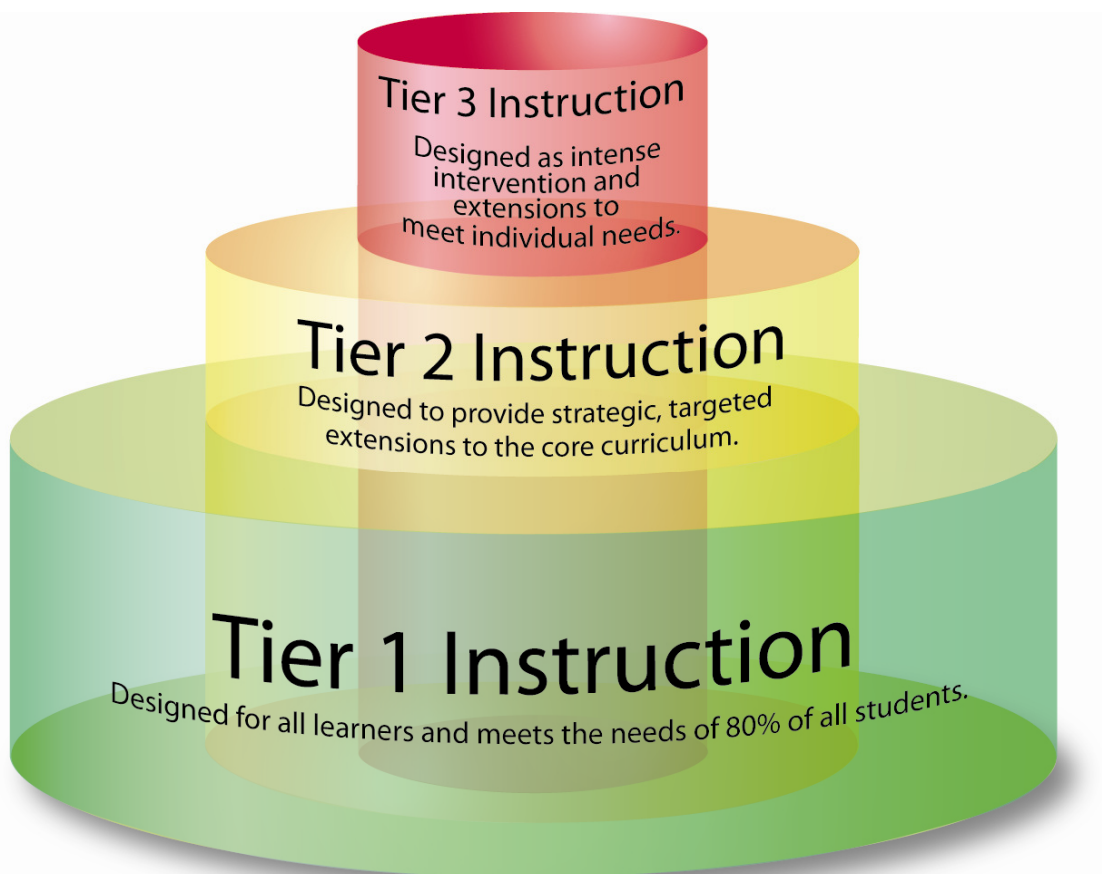 Tier 3 Instruction
Designed as intense
intervention and
extensions to
meet individual needs.
Tier 2 Instruction
Designed to provide strategic, targeted
extensions to the core curriculum.
Tier 1 Instruction
Designed for all learners and meets the needs of 80% of all students.